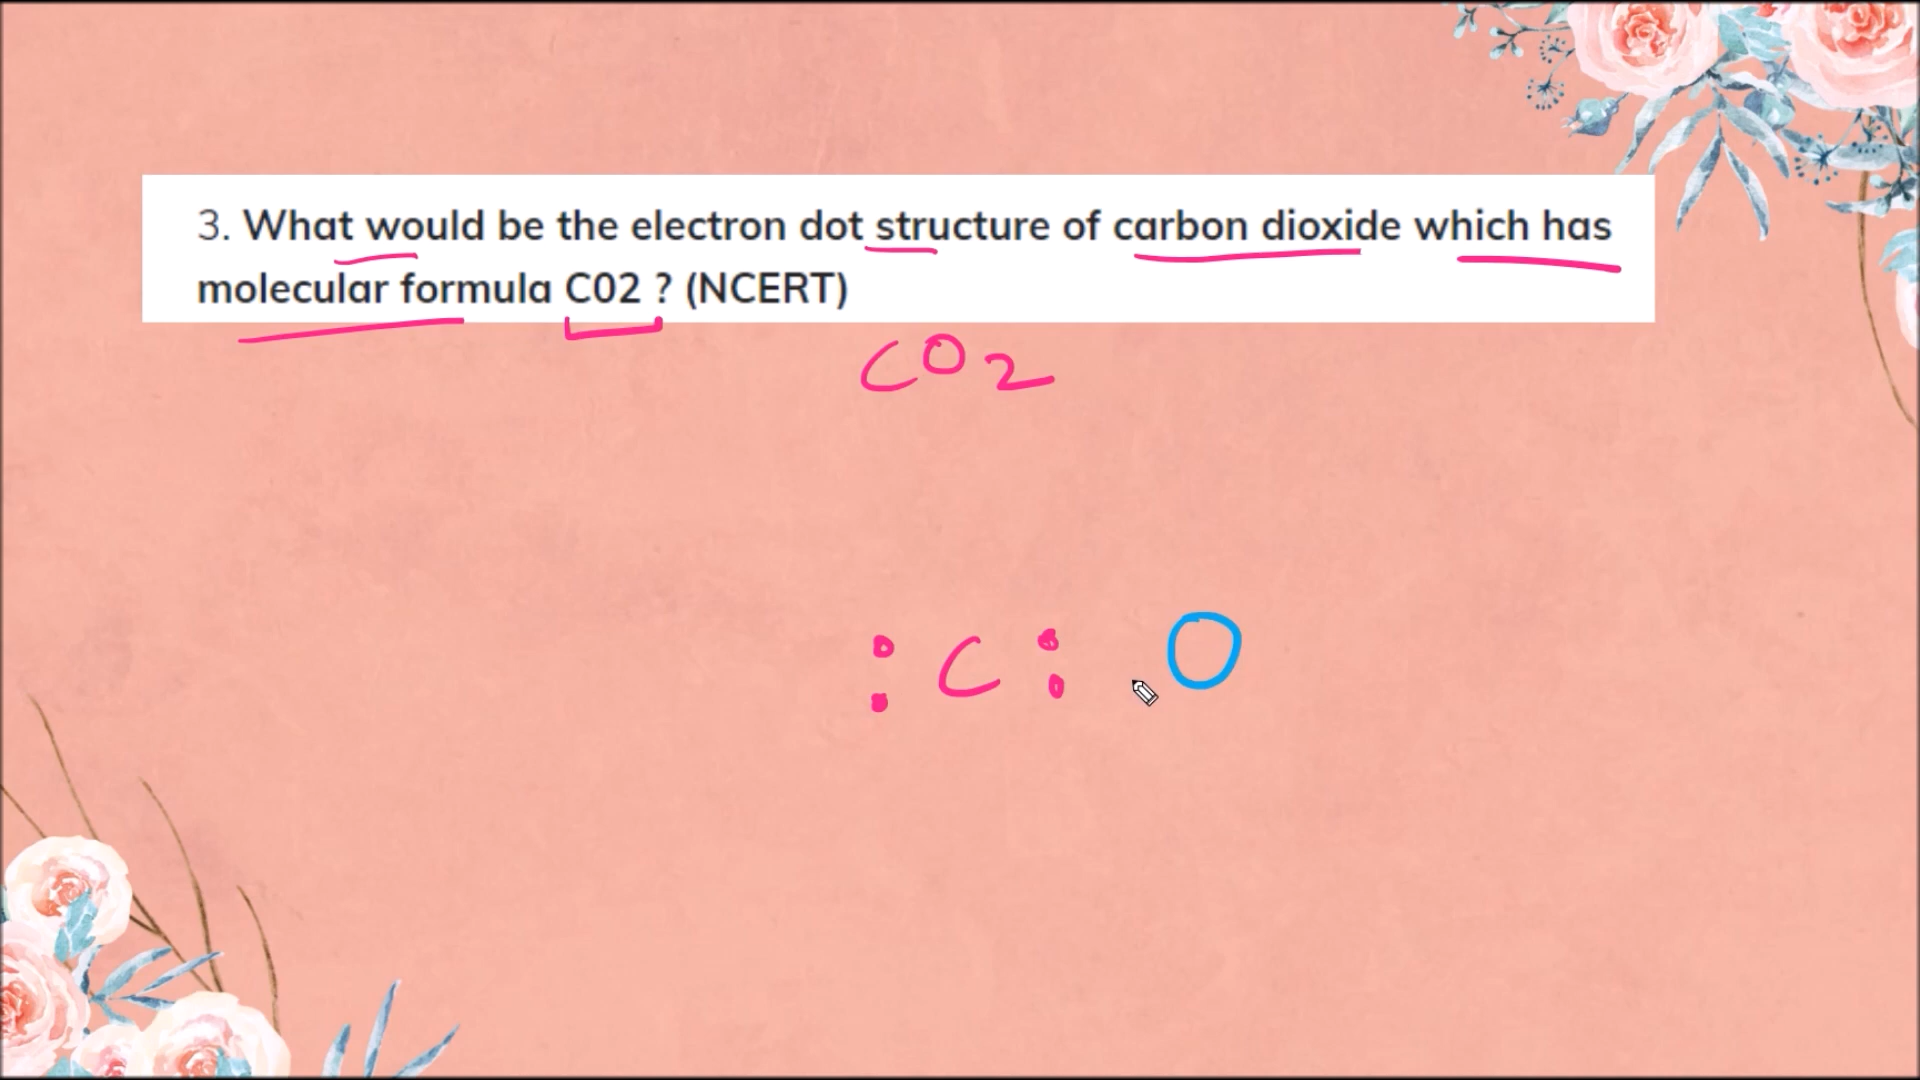 3. What would be the electron dot structure of carbon dioxide which has
molecular formula C02 ? (NCERT)
CO2
: C : O